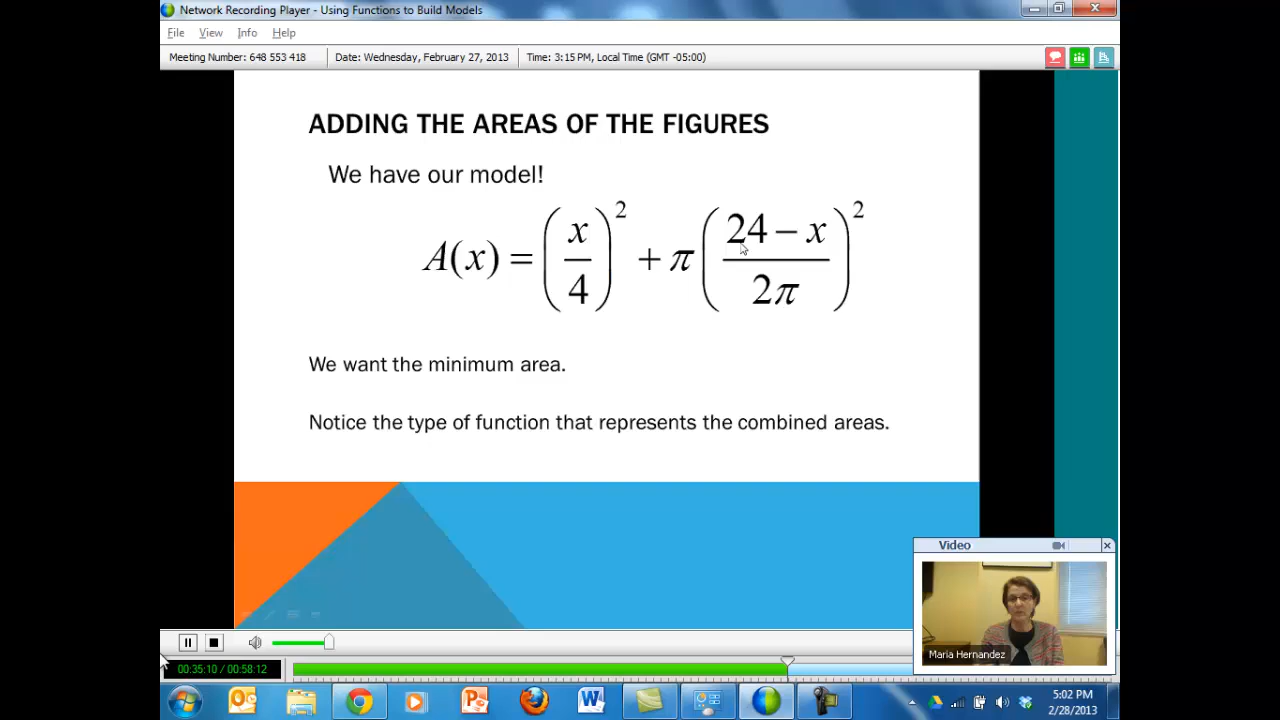 Network Recording Player - Using Functions to Build Models
File View Info Help
Meeting Number: 648 553 418 Date: Wednesday, February 27, 2013 Time: 3:15 PM, Local Time (GMT -05:00)
ADDING THE AREAS OF THE FIGURES
We have our model!
A(x) = (x/4)² + π((24 − x)/2π)²
We want the minimum area.
Notice the type of function that represents the combined areas.
Video
Maria Hernandez
00:35:10 / 00:58:12
5:02 PM
2/28/2013